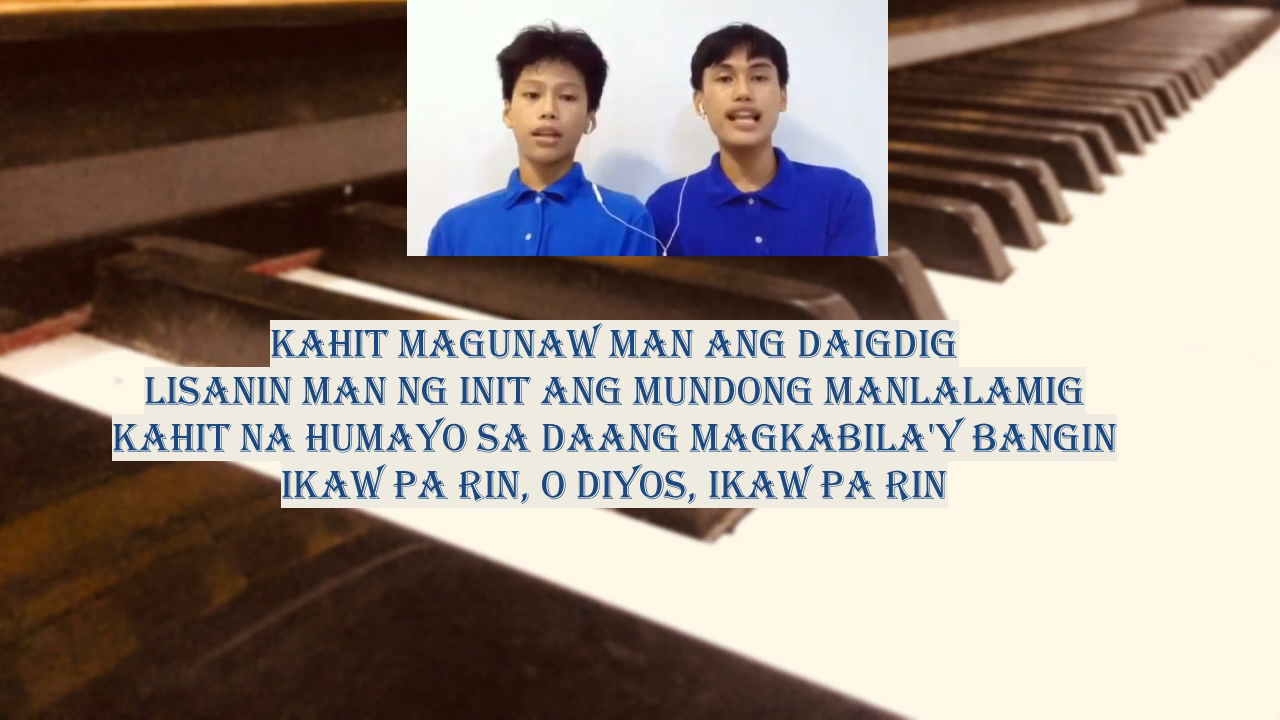 KAHIT MAGUNAW MAN ANG DAIGDIG
LISANIN MAN NG INIT ANG MUNDONG MANLALAMIG
KAHIT NA HUMAYO SA DAANG MAGKABILA'Y BANGIN
IKAW PA RIN, O DIYOS, IKAW PA RIN